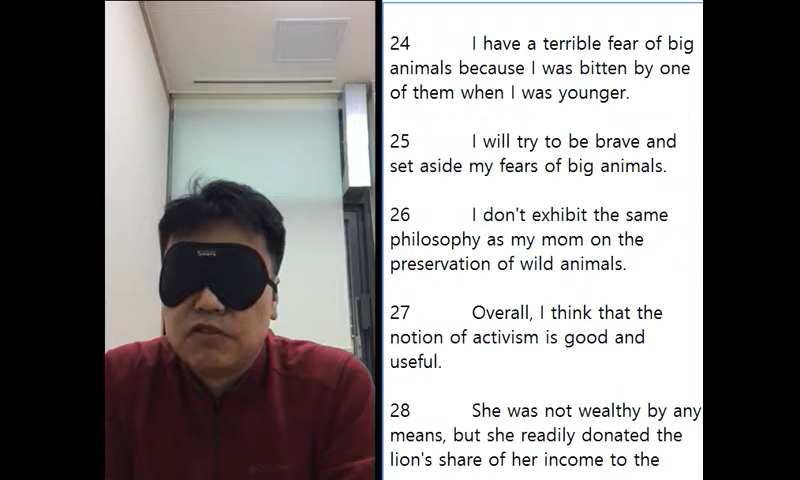 24 I have a terrible fear of big
animals because I was bitten by one
of them when I was younger.
25 I will try to be brave and
set aside my fears of big animals.
26 I don't exhibit the same
philosophy as my mom on the
preservation of wild animals.
27 Overall, I think that the
notion of activism is good and
useful.
28 She was not wealthy by any
means, but she readily donated the
lion's share of her income to the